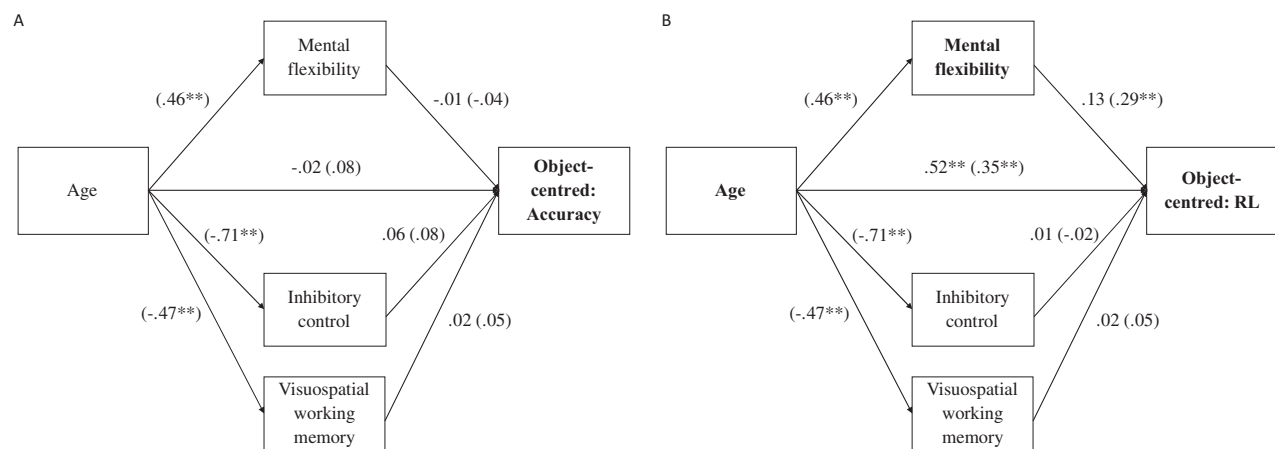 A
Mental
flexibility
(.46**)
-.01 (-.04)
Age
-.02 (.08)
Object-
centred:
Accuracy
(-.71**)
.06 (.08)
Inhibitory
control
(-.47**)
.02 (.05)
Visuospatial
working
memory
B
Mental
flexibility
(.46**)
.13 (.29**)
Age
.52** (.35**)
Object-
centred: RL
(-.71**)
.01 (-.02)
Inhibitory
control
(-.47**)
.02 (.05)
Visuospatial
working
memory